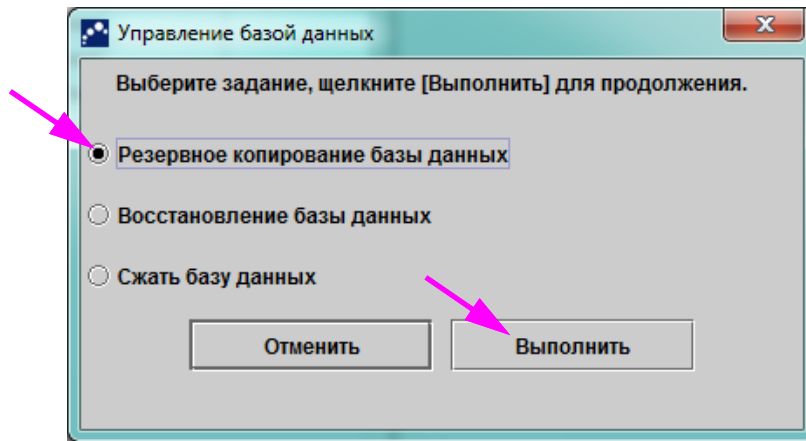 Управление базой данных
Выберите задание, щелкните [Выполнить] для продолжения.
Резервное копирование базы данных
Восстановление базы данных
Сжать базу данных
Отменить Выполнить